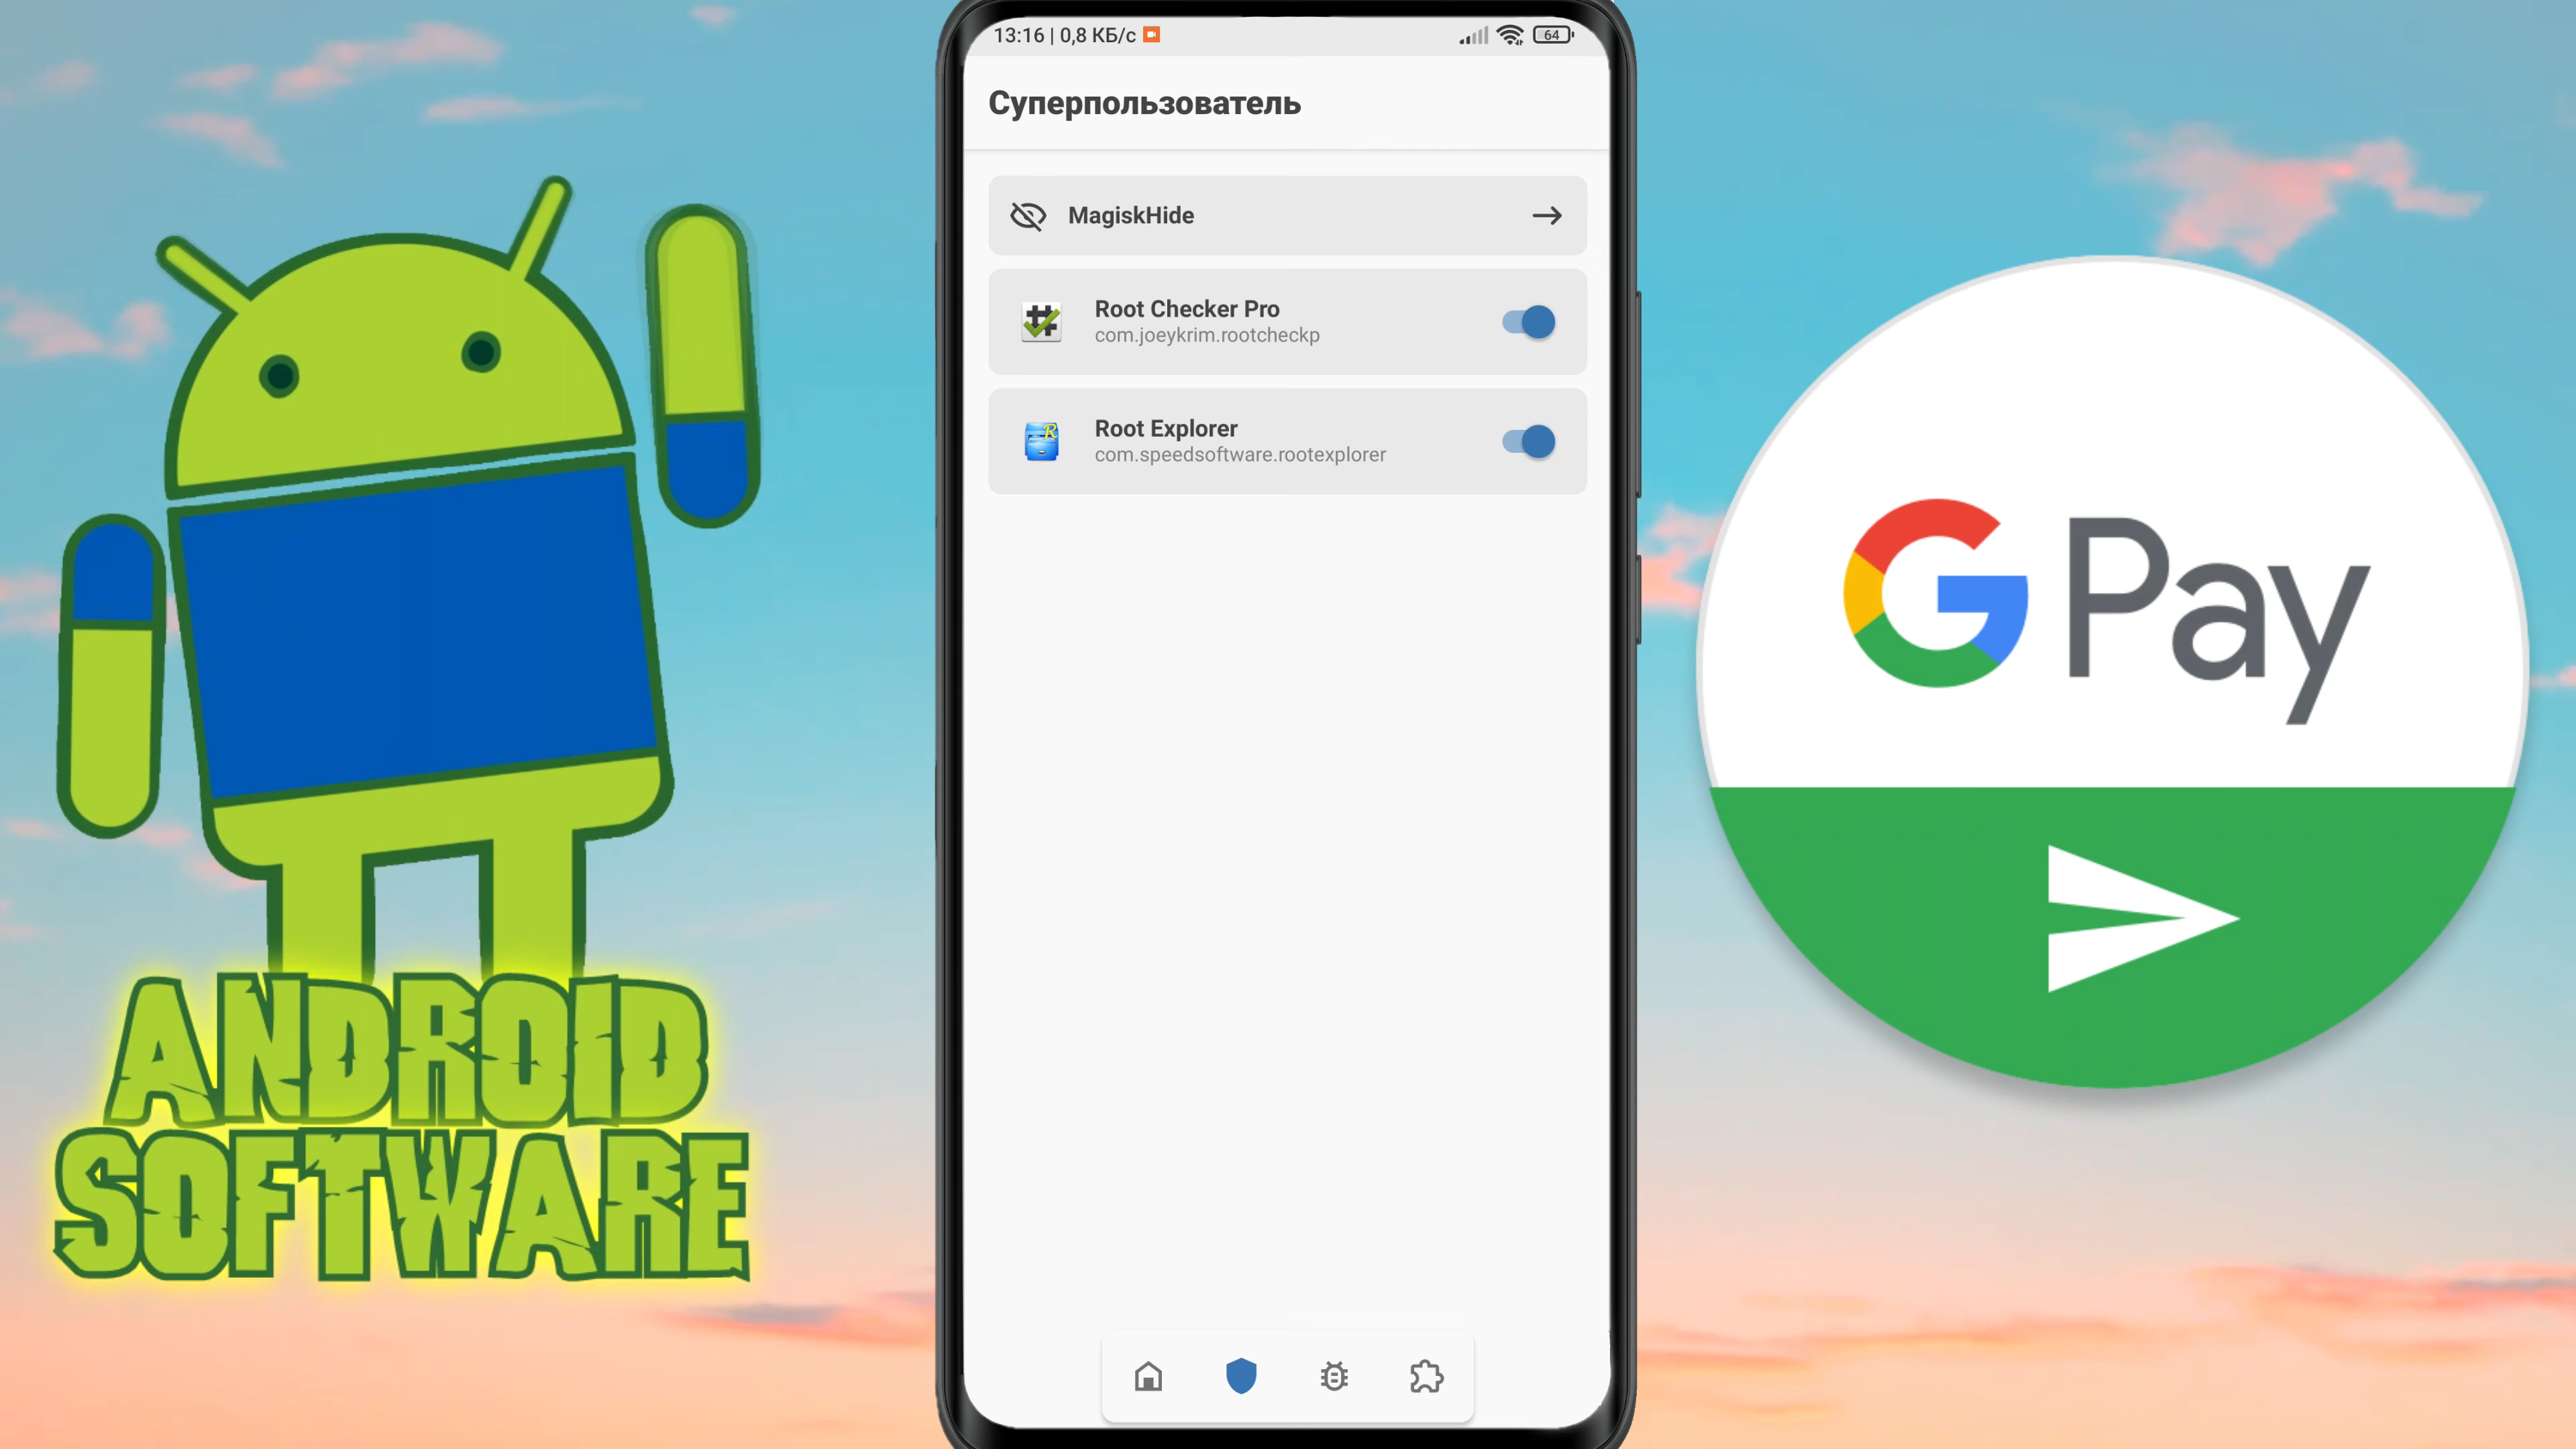 13:16 | 0,8 КБ/с
64
Суперпользователь
MagiskHide
Root Checker Pro
com.joeykrim.rootcheckp
Root Explorer
com.speedsoftware.rootexplorer
ANDROID
SOFTWARE
G Pay